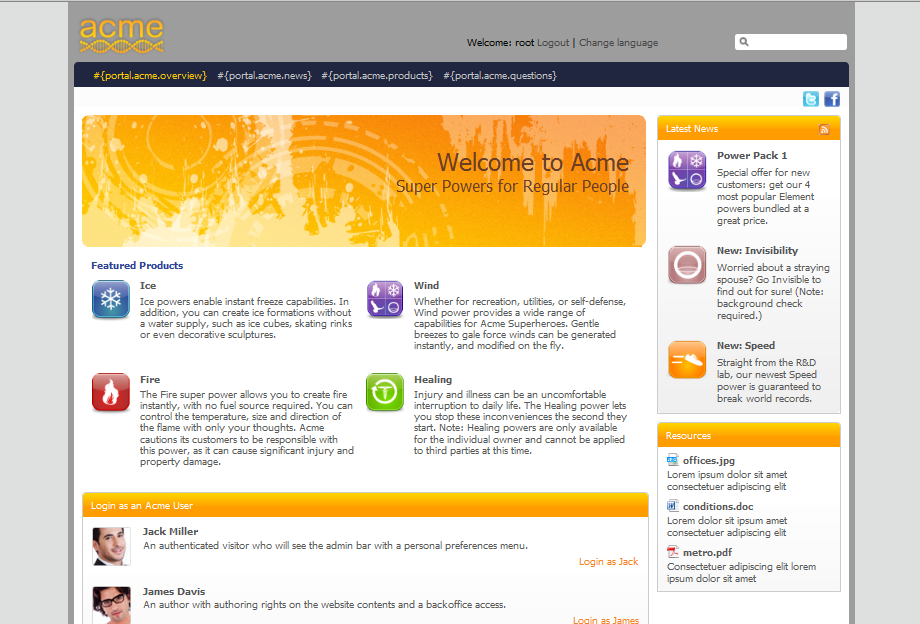 acme
Welcome: root Logout | Change language
#{portal.acme.overview} #{portal.acme.news} #{portal.acme.products} #{portal.acme.questions}
Welcome to Acme
Super Powers for Regular People
Featured Products
Ice
Ice powers enable instant freeze capabilities. In
addition, you can create ice formations without
a water supply, such as ice cubes, skating rinks
or even decorative sculptures.
Wind
Whether for recreation, utilities, or self-defense,
Wind power provides a wide range of
capabilities for Acme Superheroes. Gentle
breezes to gale force winds can be generated
instantly, and modified on the fly.
Fire
The Fire super power allows you to create fire
instantly, with no fuel source required. You can
control the temperature, size and direction of
the flame with only your thoughts. Acme
cautions its customers to be responsible with
this power, as it can cause significant injury and
property damage.
Healing
Injury and illness can be an uncomfortable
interruption to daily life. The Healing power lets
you stop these inconveniences the second they
start. Note: Healing powers are only available
for the individual owner and cannot be applied
to third parties at this time.
Login as an Acme User
Jack Miller
An authenticated visitor who will see the admin bar with a personal preferences menu.
Login as Jack
James Davis
An author with authoring rights on the website contents and a backoffice access.
Login as James
Latest News
Power Pack 1
Special offer for new
customers: get our 4
most popular Element
powers bundled at a
great price.
New: Invisibility
Worried about a straying
spouse? Go Invisible to
find out for sure! (Note:
background check
required.)
New: Speed
Straight from the R&D
lab, our newest Speed
power is guaranteed to
break world records.
Resources
offices.jpg
Lorem ipsum dolor sit amet
consectetuer adipiscing elit
conditions.doc
Lorem dolor sit ipsum amet
consectetuer adipiscing elit
metro.pdf
Consectetuer adipiscing elit lorem
ipsum dolor sit amet